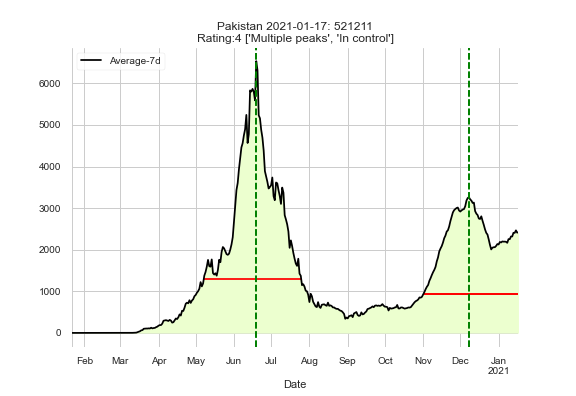 Pakistan 2021-01-17: 521211
Rating:4 ['Multiple peaks', 'In control']
Average-7d
6000
5000
4000
3000
2000
1000
0
Feb Mar Apr May Jun Jul Aug Sep Oct Nov Dec Jan
2021
Date